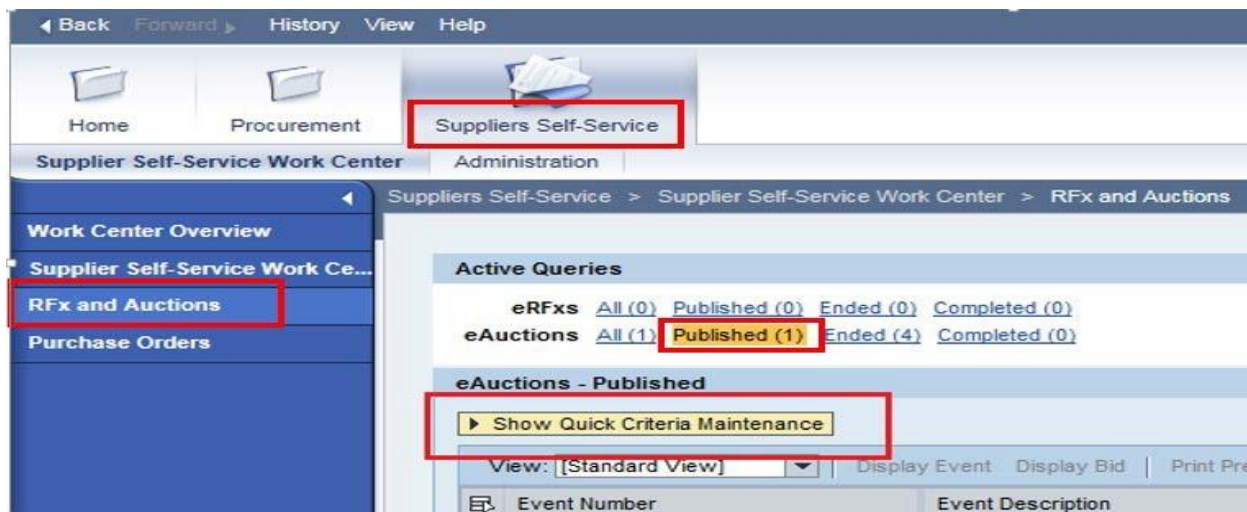 Back Forward History View Help
Home Procurement Suppliers Self-Service
Supplier Self-Service Work Center Administration
Suppliers Self-Service > Supplier Self-Service Work Center > RFx and Auctions
Work Center Overview
Supplier Self-Service Work Ce...
RFx and Auctions
Purchase Orders
Active Queries
eRFxs All (0) Published (0) Ended (0) Completed (0)
eAuctions All (1) Published (1) Ended (4) Completed (0)
eAuctions - Published
Show Quick Criteria Maintenance
View: [Standard View] Display Event Display Bid | Print Pre
Event Number Event Description